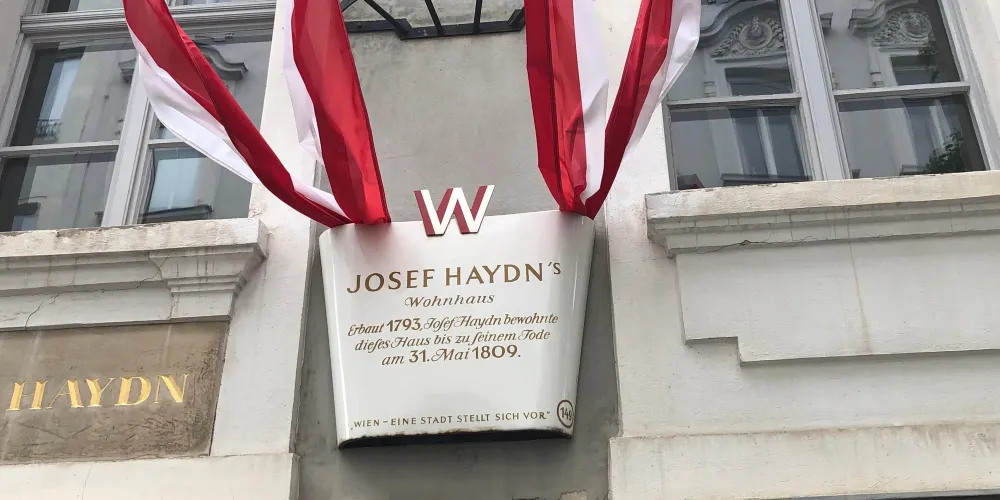 W
JOSEF HAYDN's
Wohnhaus
Erbaut 1793, Josef Haydn bewohnte
dieſes Haus bis zu ſeinem Tode
am 31. Mai 1809.
„WIEN – EINE STADT STELLT SICH VOR“
149
HAYDN